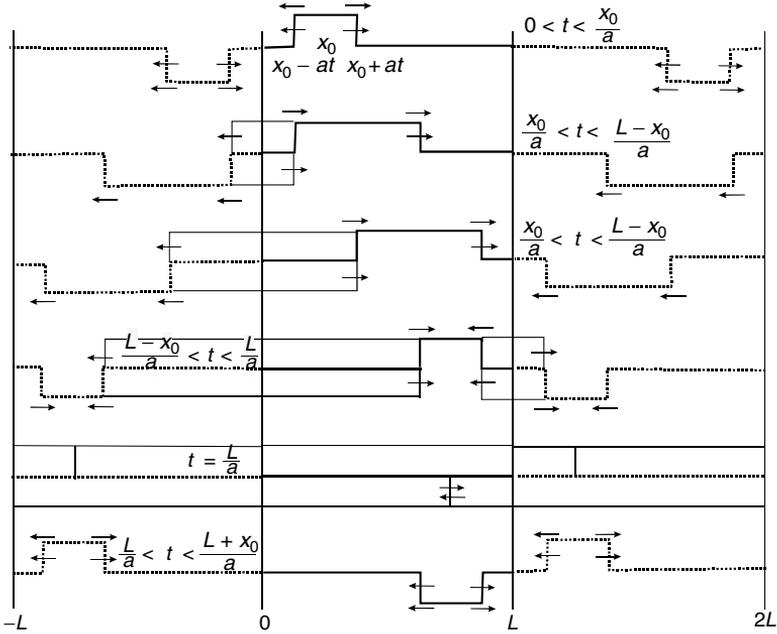 0 < t < x₀/a
x₀
x₀ – at x₀ + at
x₀/a < t < L – x₀/a
x₀/a < t < L – x₀/a
L – x₀/a < t < L/a
t = L/a
L/a < t < L + x₀/a
–L 0 L 2L